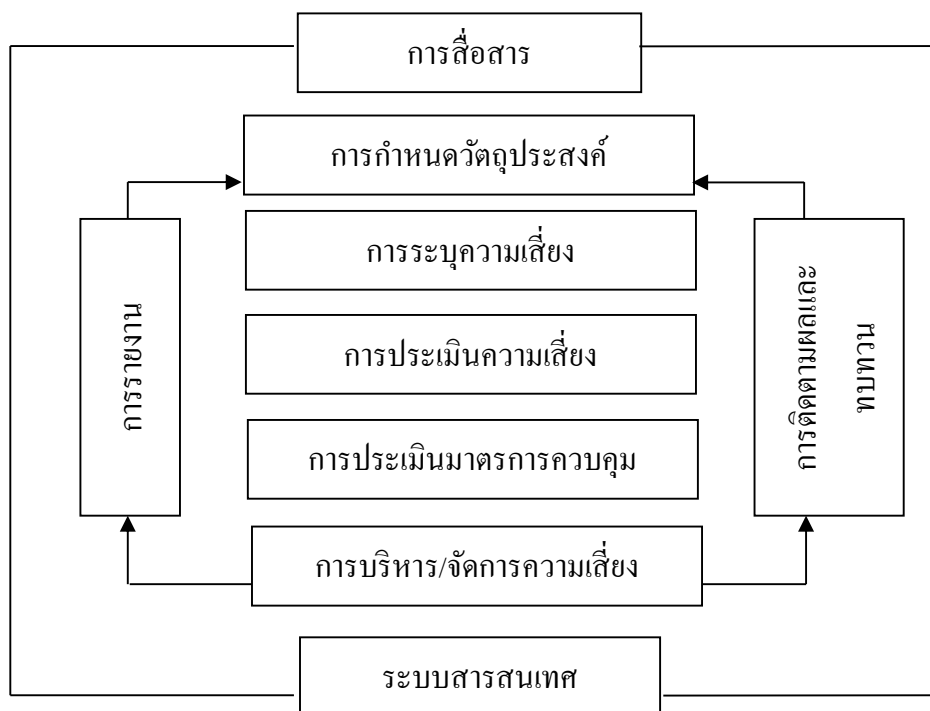 การสื่อสาร
การกำหนดวัตถุประสงค์
การระบุความเสี่ยง
การประเมินความเสี่ยง
การประเมินมาตรการควบคุม
การบริหาร/จัดการความเสี่ยง
การรายงาน
การติดตามผลและ
ทบทวน
ระบบสารสนเทศ